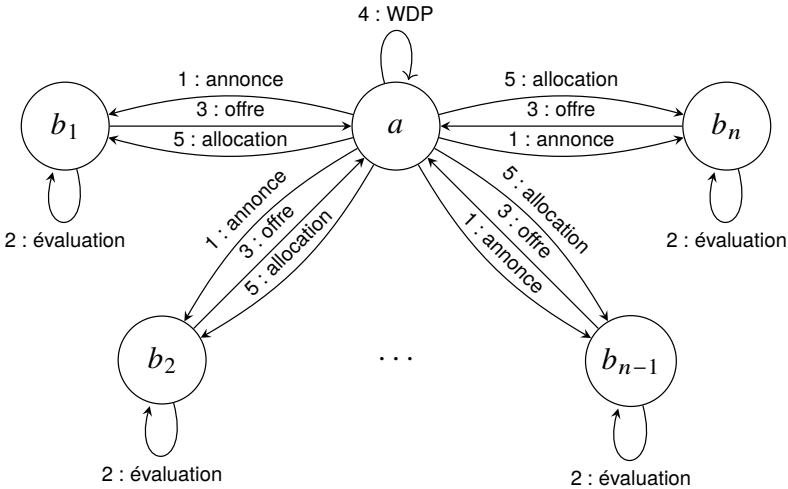 4 : WDP
1 : annonce
3 : offre
5 : allocation
5 : allocation
3 : offre
1 : annonce
b₁
a
bₙ
2 : évaluation
2 : évaluation
1 : annonce
3 : offre
5 : allocation
5 : allocation
3 : offre
1 : annonce
b₂
. . .
bₙ₋₁
2 : évaluation
2 : évaluation